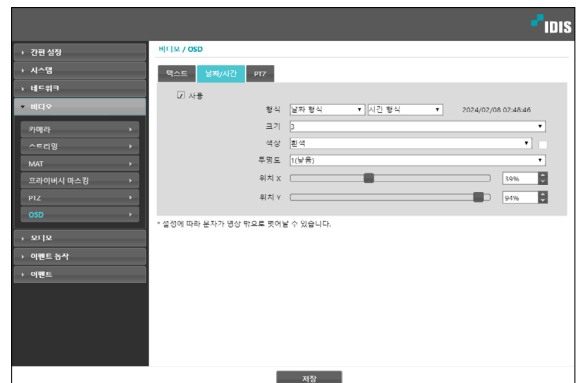 IDIS
간편 설정
시스템
네트워크
비디오
카메라
스트리밍
MAT
프라이버시 마스킹
PTZ
OSD
오디오
이벤트 동작
이벤트
비디오 / OSD
텍스트 날짜/시간 PTZ
사용
형식 날짜 형식 시간 형식 2024/02/08 02:48:46
크기 3
색상 흰색
투명도 1(낮음)
위치 X 39%
위치 Y 94%
* 설정에 따라 문자가 영상 밖으로 벗어날 수 있습니다.
저장